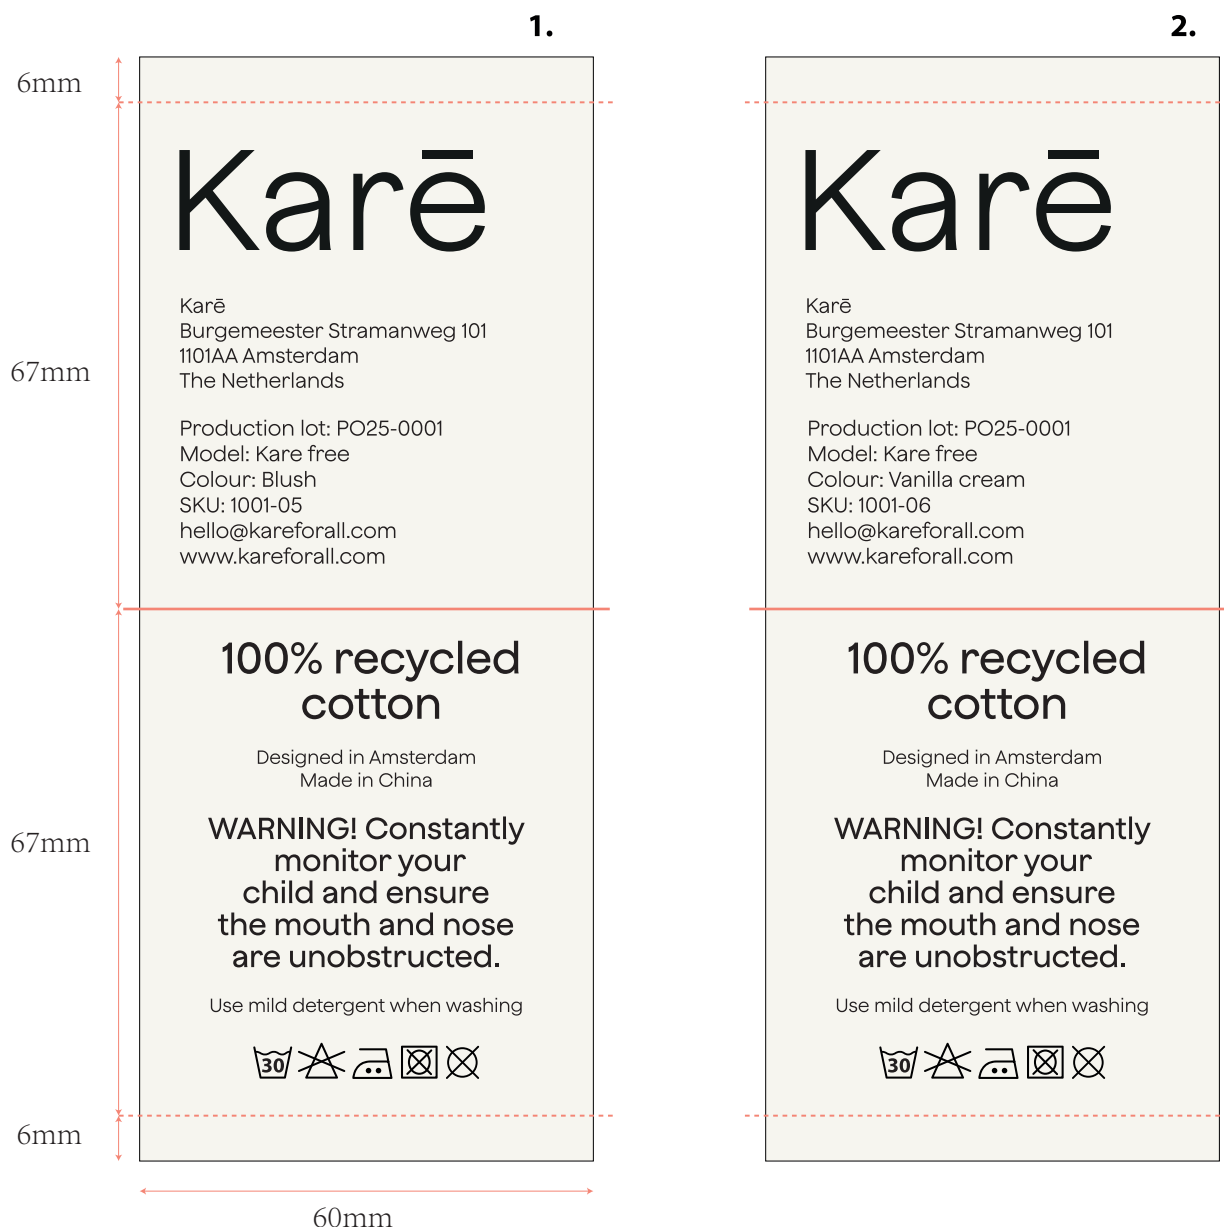 1.
6mm
67mm
67mm
6mm
60mm
Karē
Karē
Burgemeester Stramanweg 101
1101AA Amsterdam
The Netherlands
Production lot: PO25-0001
Model: Kare free
Colour: Blush
SKU: 1001-05
hello@kareforall.com
www.kareforall.com
100% recycled
cotton
Designed in Amsterdam
Made in China
WARNING! Constantly
monitor your
child and ensure
the mouth and nose
are unobstructed.
Use mild detergent when washing
30
2.
Karē
Karē
Burgemeester Stramanweg 101
1101AA Amsterdam
The Netherlands
Production lot: PO25-0001
Model: Kare free
Colour: Vanilla cream
SKU: 1001-06
hello@kareforall.com
www.kareforall.com
100% recycled
cotton
Designed in Amsterdam
Made in China
WARNING! Constantly
monitor your
child and ensure
the mouth and nose
are unobstructed.
Use mild detergent when washing
30